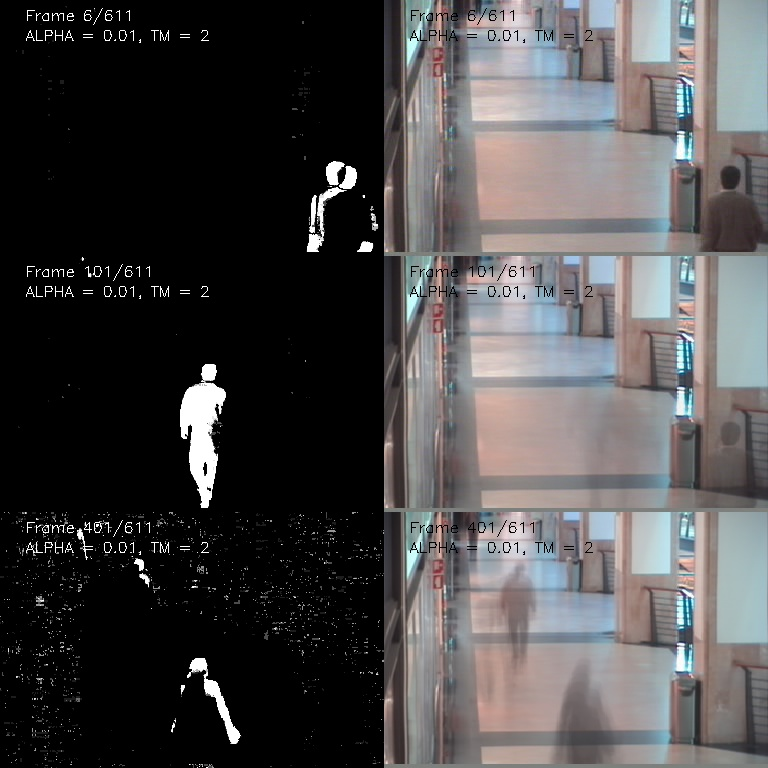 Frame 6/611
ALPHA = 0.01, TM = 2
Frame 6/611
ALPHA = 0.01, TM = 2
Frame 101/611
ALPHA = 0.01, TM = 2
Frame 101/611
ALPHA = 0.01, TM = 2
Frame 401/611
ALPHA = 0.01, TM = 2
Frame 401/611
ALPHA = 0.01, TM = 2